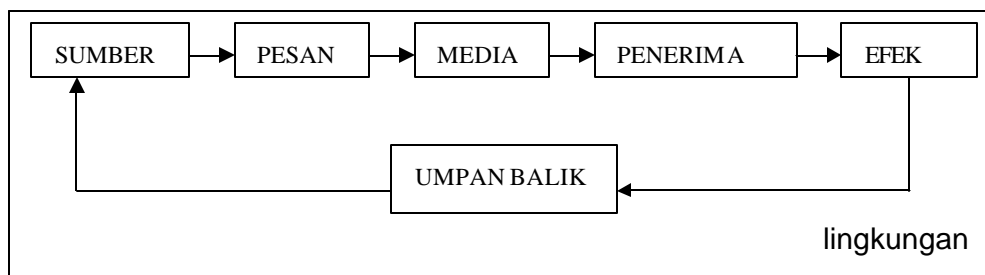 SUMBER
PESAN
MEDIA
PENERIMA
EFEK
UMPAN BALIK
lingkungan